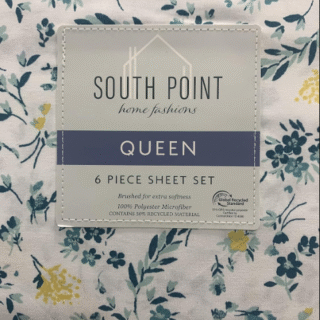 SOUTH POINT
home fashions
QUEEN
6 PIECE SHEET SET
Brushed for extra softness
100% Polyester Microfiber
CONTAINS 50% RECYCLED MATERIAL
Global Recycled
Standard